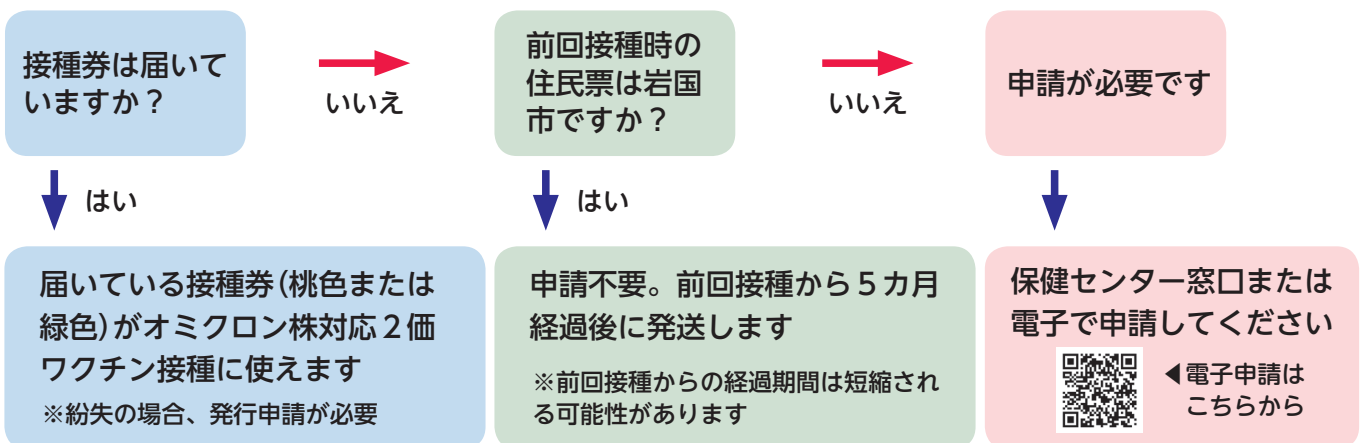 接種券は届いて
いますか？
いいえ
前回接種時の
住民票は岩国
市ですか？
いいえ
申請が必要です
はい
はい
届いている接種券(桃色または
緑色)がオミクロン株対応２価
ワクチン接種に使えます
※紛失の場合、発行申請が必要
申請不要。前回接種から５カ月
経過後に発送します
※前回接種からの経過期間は短縮され
る可能性があります
保健センター窓口または
電子で申請してください
◀電子申請は
こちらから